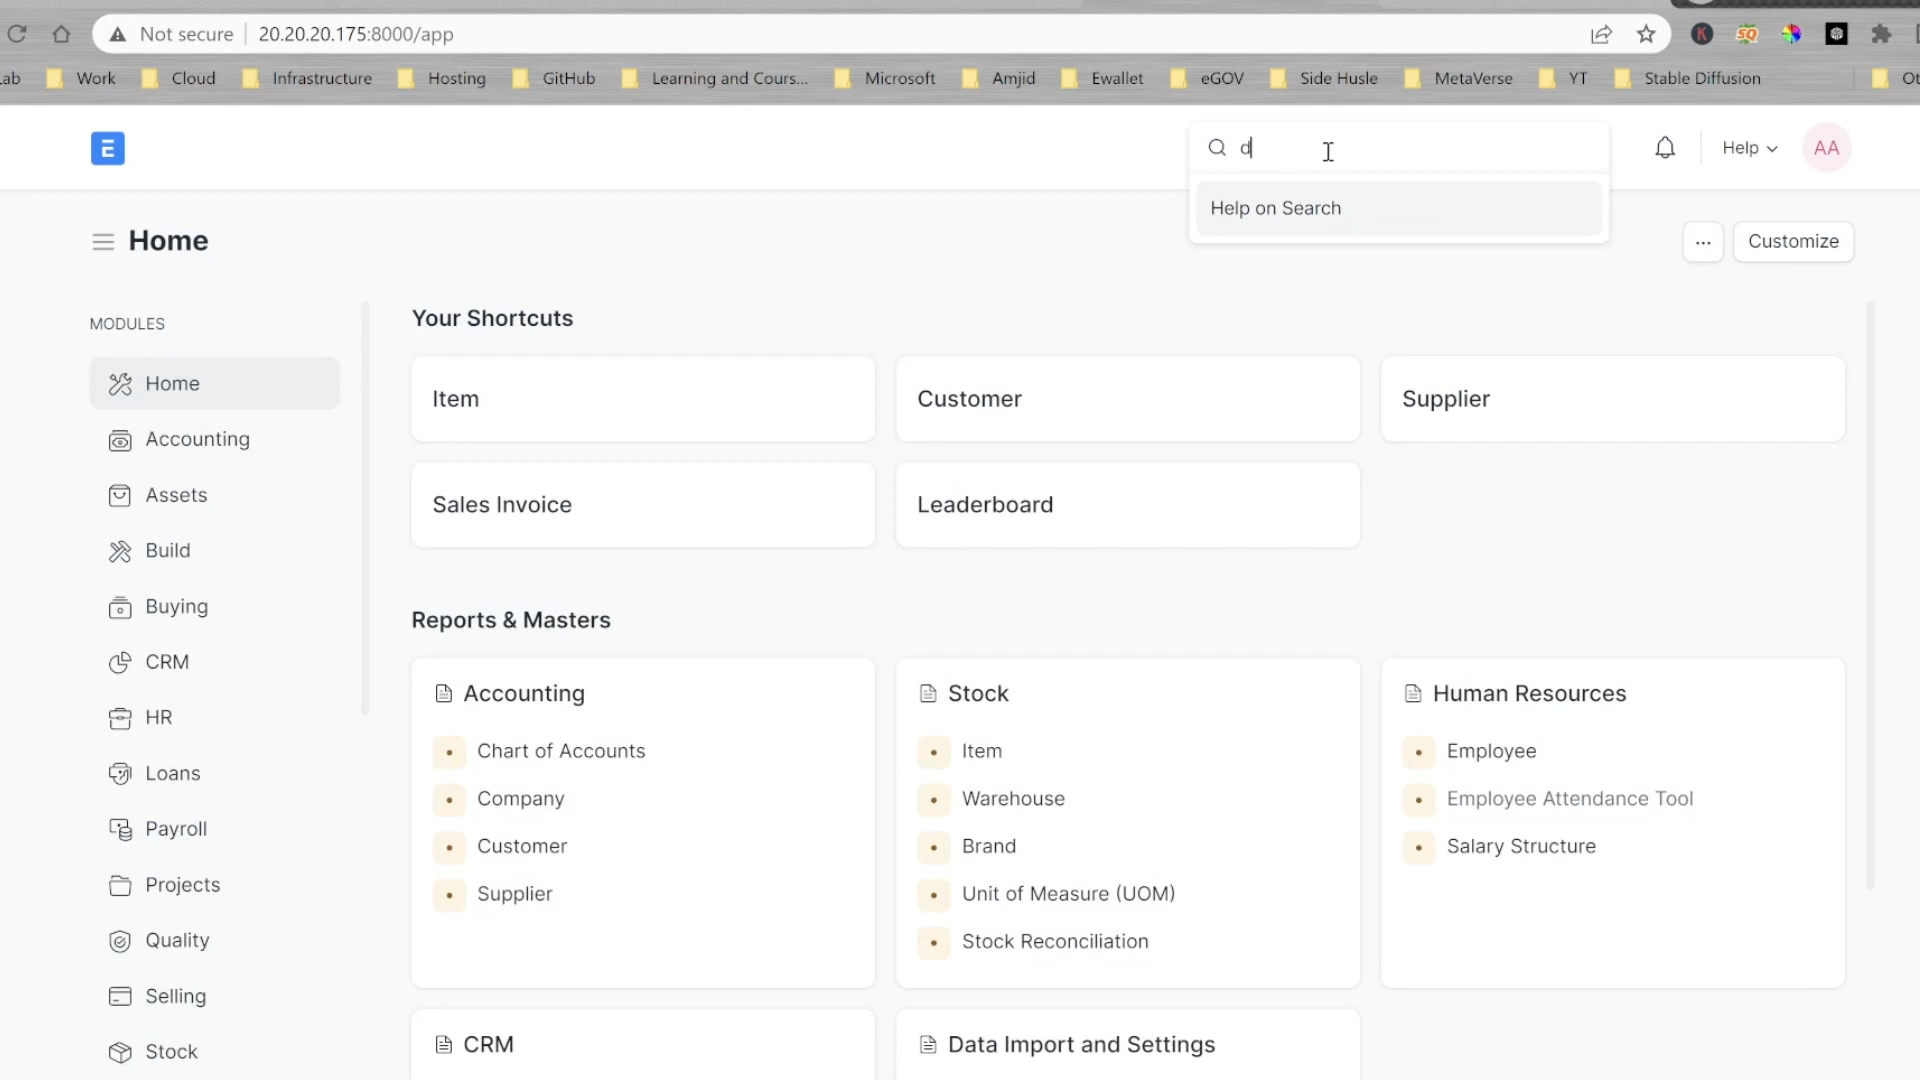 Not secure 20.20.20.175:8000/app
K SQ
ab Work Cloud Infrastructure Hosting GitHub Learning and Cours... Microsoft Amjid Ewallet eGOV Side Husle MetaVerse YT Stable Diffusion Ot
E d Help AA
Help on Search
Home ... Customize
MODULES
Home
Accounting
Assets
Build
Buying
CRM
HR
Loans
Payroll
Projects
Quality
Selling
Stock
Your Shortcuts
Item Customer Supplier
Sales Invoice Leaderboard
Reports & Masters
Accounting
Chart of Accounts
Company
Customer
Supplier
Stock
Item
Warehouse
Brand
Unit of Measure (UOM)
Stock Reconciliation
Human Resources
Employee
Employee Attendance Tool
Salary Structure
CRM
Data Import and Settings